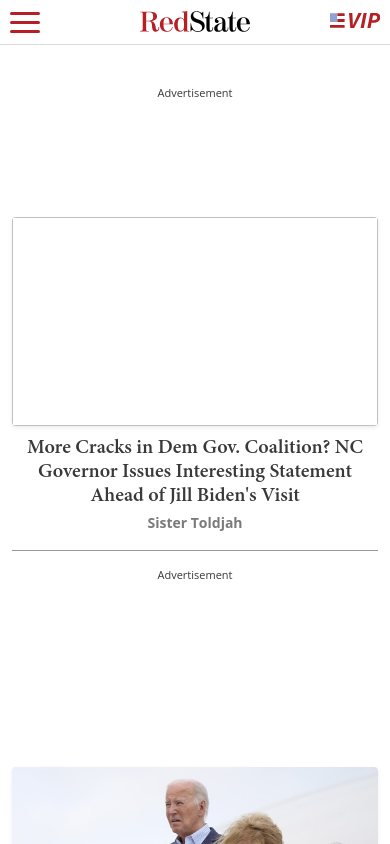 RedState
VIP
Advertisement
More Cracks in Dem Gov. Coalition? NC
Governor Issues Interesting Statement
Ahead of Jill Biden's Visit
Sister Toldjah
Advertisement